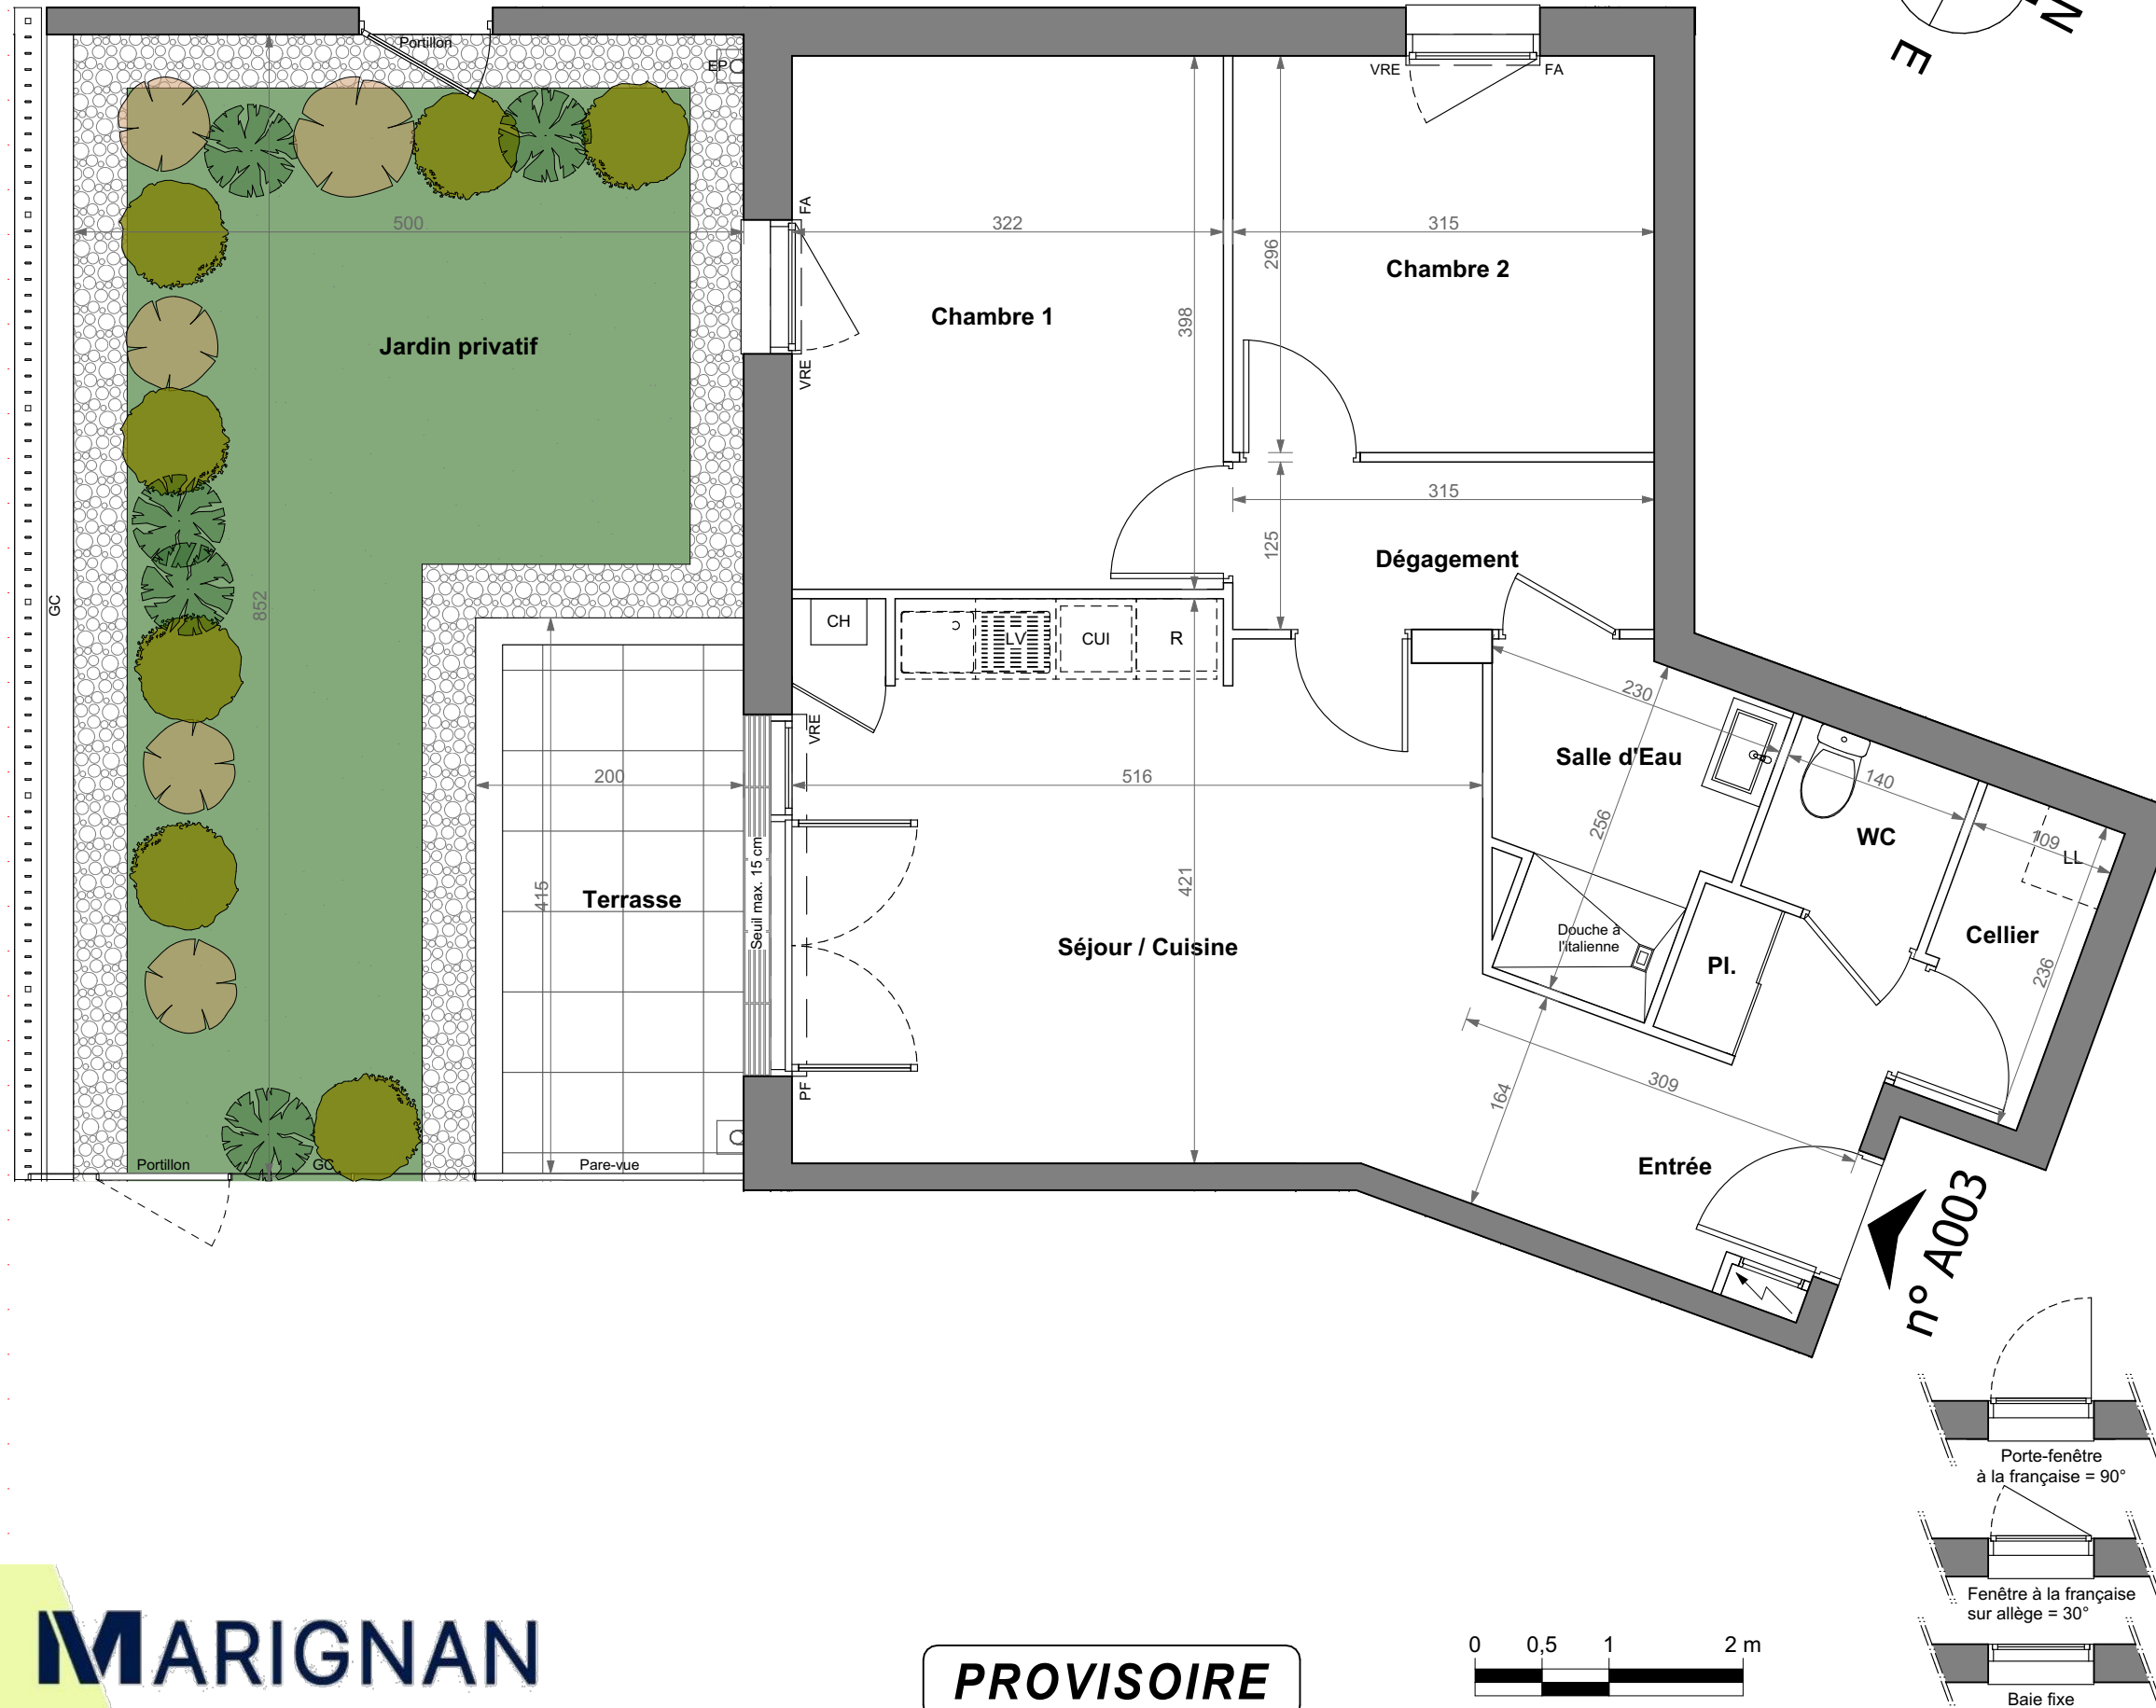 N
E
Portillon
EP
VRE
FA
FA
500
322
315
296
Chambre 2
Chambre 1
398
Jardin privatif
VRE
315
125
Dégagement
GC
852
CH
LV
CUI
R
230
VRE
Salle d'Eau
200
516
140
256
WC
109
LL
415
Terrasse
Seuil max. 15 cm
421
Séjour / Cuisine
Douche à
l'italienne
Pl.
Cellier
236
PF
164
309
Portillon
GC
Pare-vue
Entrée
n° A003
Porte-fenêtre
à la française = 90°
Fenêtre à la française
sur allège = 30°
Baie fixe
0 0,5 1 2 m
MARIGNAN
PROVISOIRE